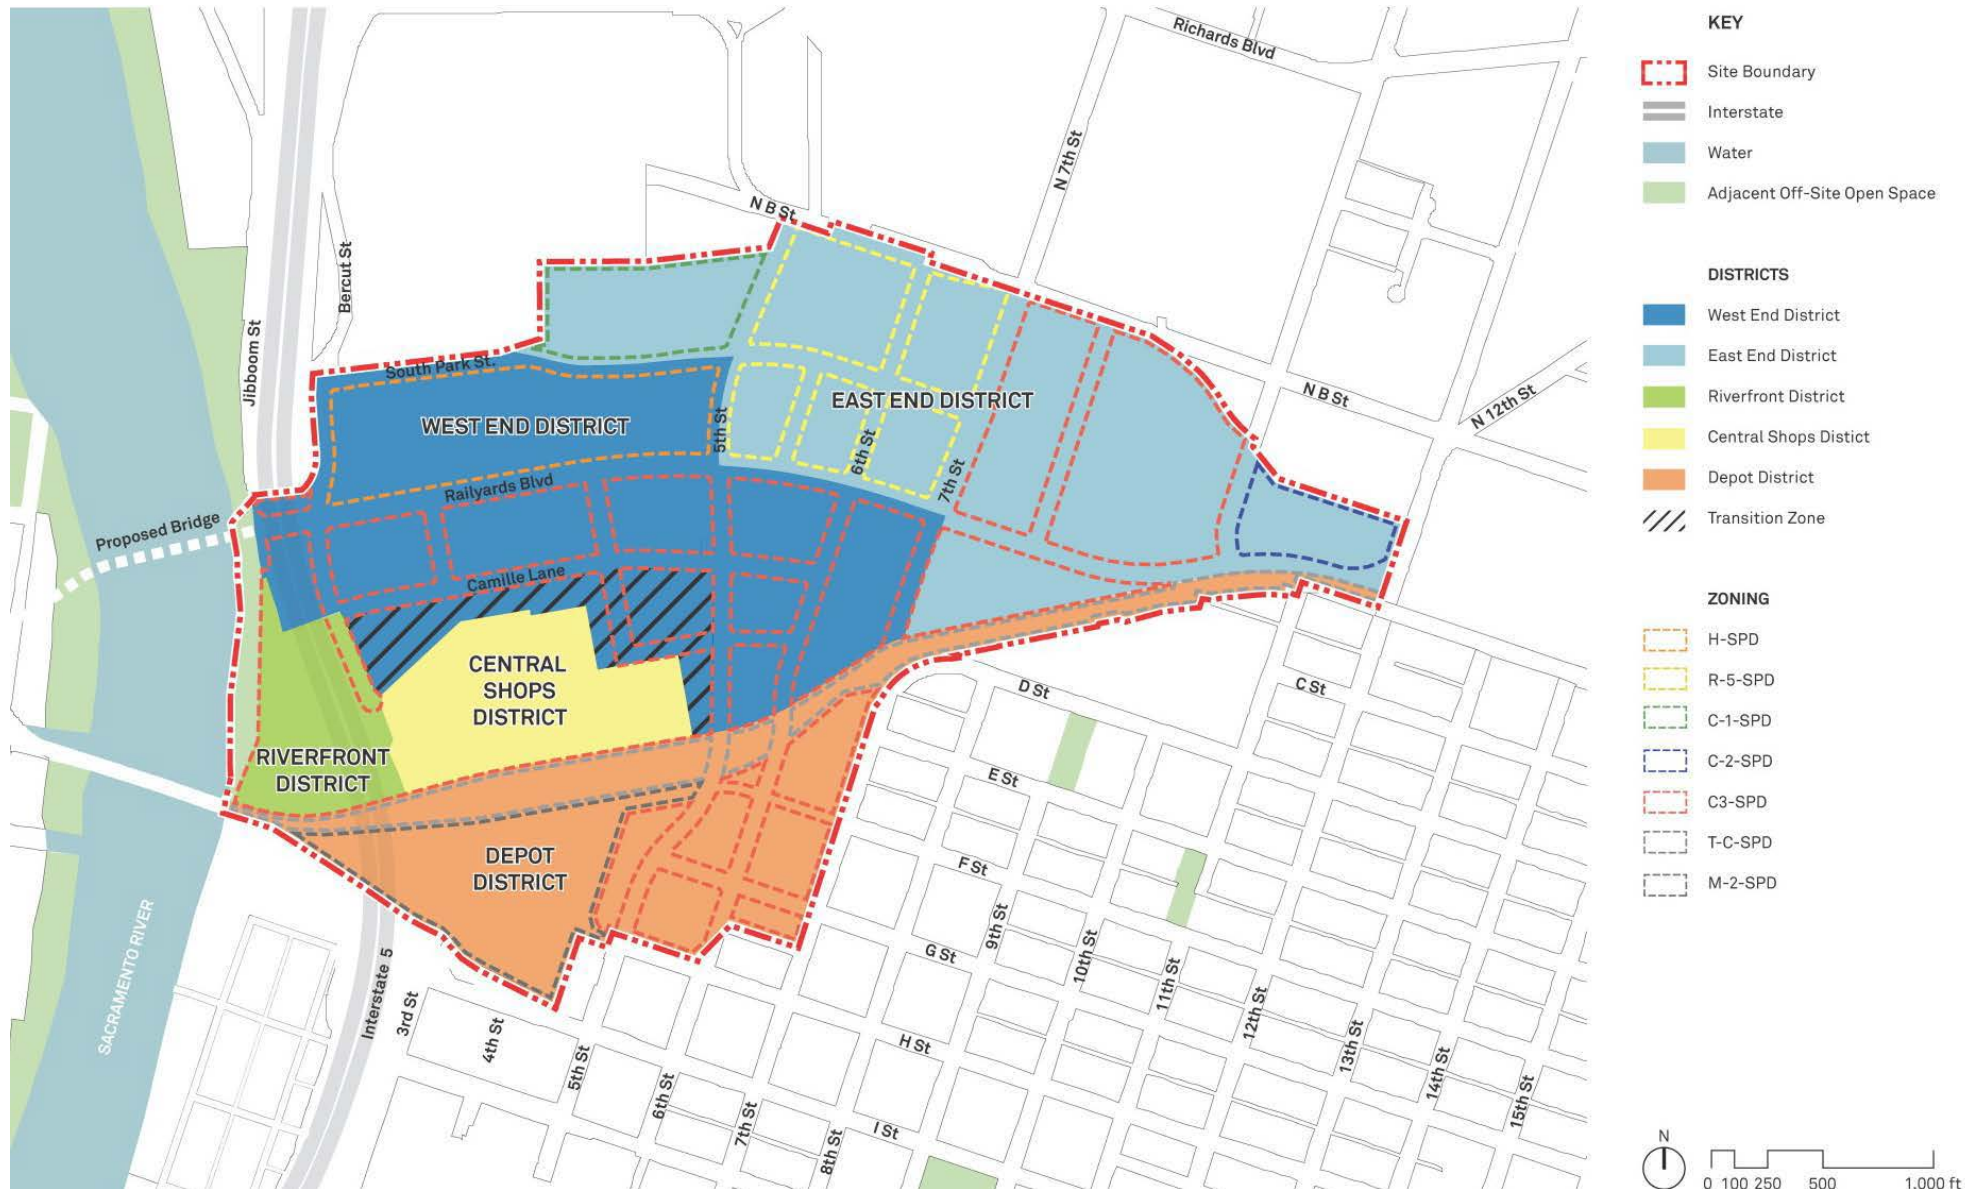 Richards Blvd
N 7th St
N B St
Bercut St
Jibboom St
South Park St.
WEST END DISTRICT
EAST END DISTRICT
5th St
6th St
7th St
N B St
N 12th St
Railyards Blvd
Proposed Bridge
Camille Lane
CENTRAL
SHOPS
DISTRICT
RIVERFRONT
DISTRICT
DEPOT
DISTRICT
D St
C St
E St
F St
G St
H St
I St
SACRAMENTO RIVER
Interstate 5
3rd St
4th St
5th St
6th St
7th St
8th St
9th St
10th St
11th St
12th St
13th St
14th St
15th St
KEY
Site Boundary
Interstate
Water
Adjacent Off-Site Open Space
DISTRICTS
West End District
East End District
Riverfront District
Central Shops Distict
Depot District
Transition Zone
ZONING
H-SPD
R-5-SPD
C-1-SPD
C-2-SPD
C3-SPD
T-C-SPD
M-2-SPD
N
0 100 250 500 1.000 ft